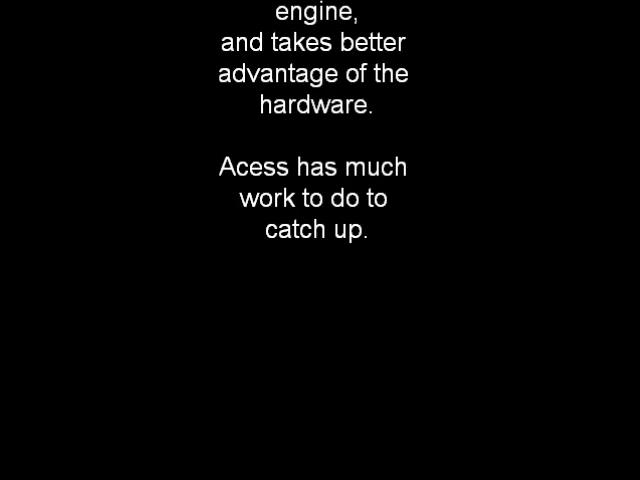 engine,
and takes better
advantage of the
hardware.
Acess has much
work to do to
catch up.